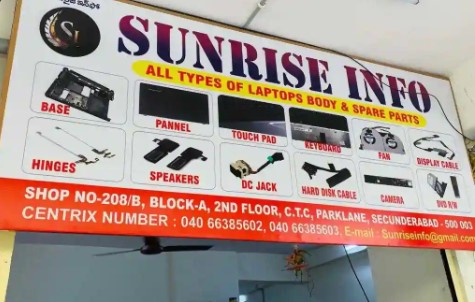 SUNRISE INFO
ALL TYPES OF LAPTOPS BODY & SPARE PARTS
BASE
PANNEL
TOUCH PAD
KEYBOARD
FAN
DISPLAY CABLE
HINGES
SPEAKERS
DC JACK
HARD DISK CABLE
CAMERA
DVD R/W
SHOP NO-208/B, BLOCK-A, 2ND FLOOR, C.T.C, PARKLANE, SECUNDERABAD - 500 003
CENTRIX NUMBER : 040 66385602, 040 66385603. E-mail : Sunriseinfo@gmail.com